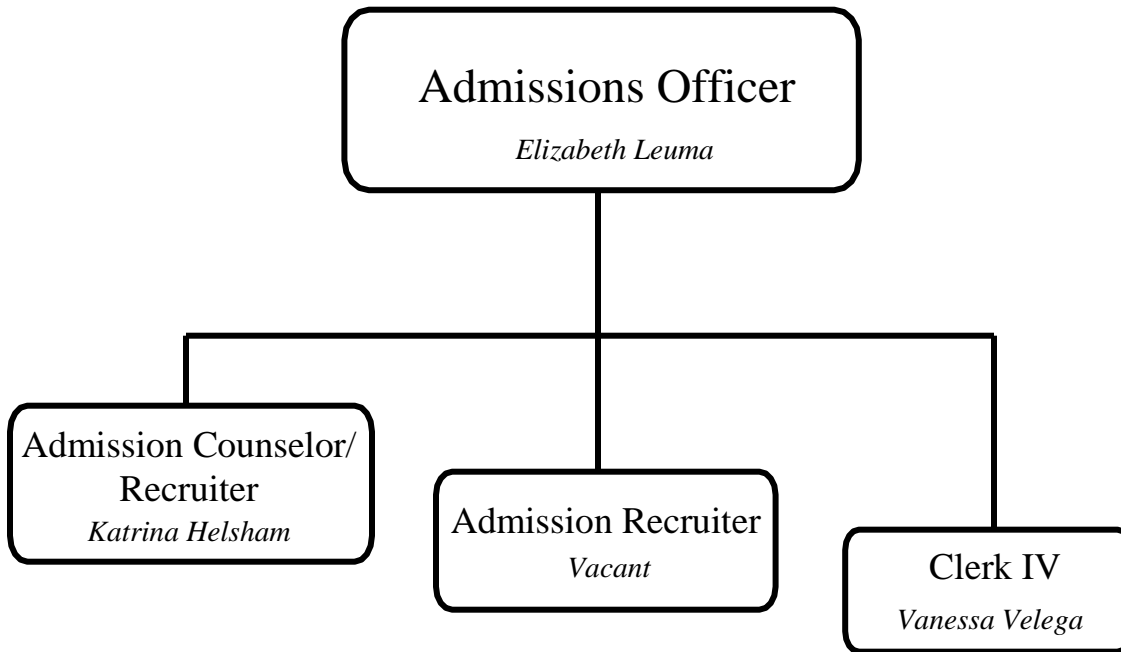 Admissions Officer
Elizabeth Leuma
Admission Counselor/
Recruiter
Katrina Helsham
Admission Recruiter
Vacant
Clerk IV
Vanessa Velega